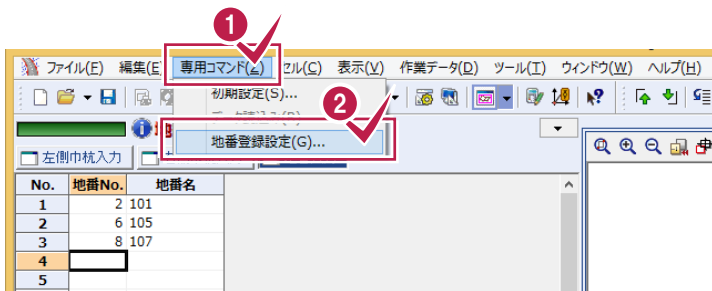 1
ファイル(F) 編集(E) 専用コマンド(Z) セル(C) 表示(V) 作業データ(D) ツール(T) ウィンドウ(W) ヘルプ(H)
初期設定(S)...
2
地番登録設定(G)...
左側巾杭入力
No. 地番No. 地番名
1 2 101
2 6 105
3 8 107
4
5